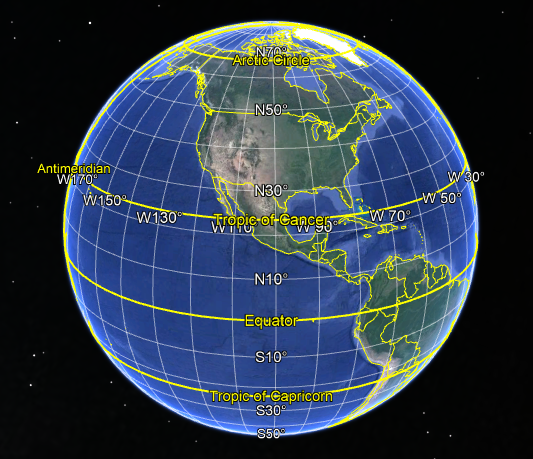 N70°
Arctic Circle
N50°
Antimeridian
W170°
W 30°
N30°
W150°
W 50°
W130°
Tropic of Cancer
W 70°
W110°
W 90°
N10°
Equator
S10°
Tropic of Capricorn
S30°
S50°